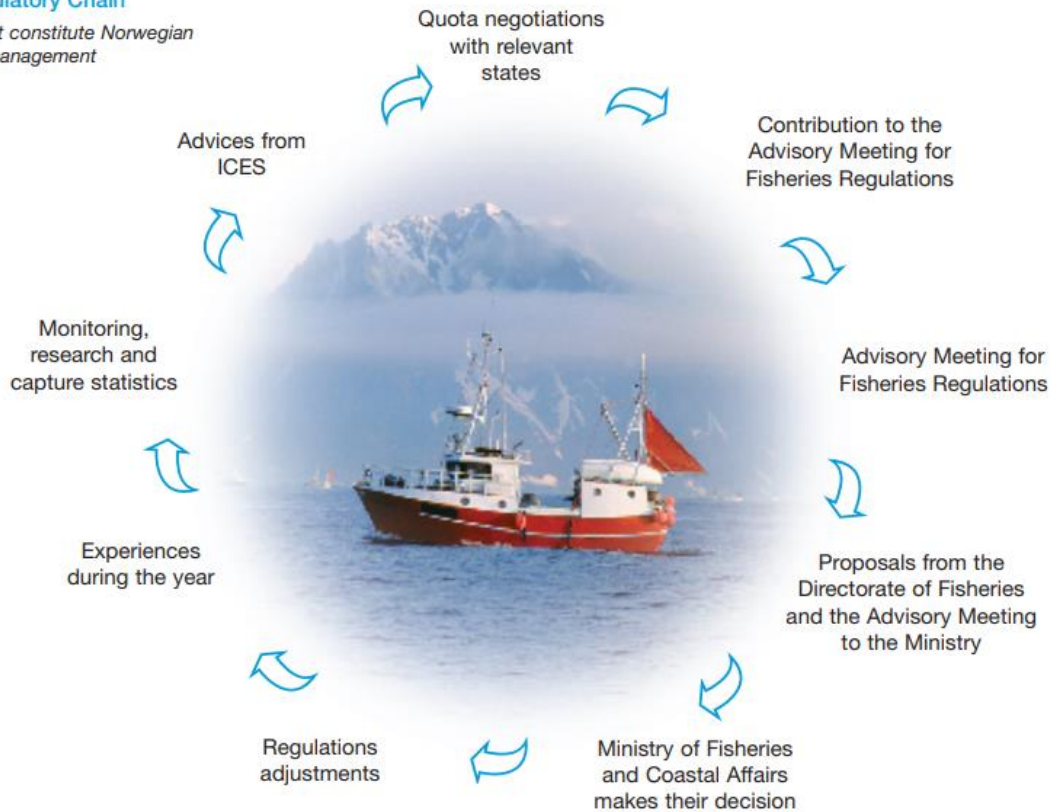 Chain
constitute Norwegian
Quota negotiations
with relevant
states
Contribution to the
Advisory Meeting for
Fisheries Regulations
Advisory Meeting for
Fisheries Regulations
Proposals from the
Directorate of Fisheries
and the Advisory Meeting
to the Ministry
Ministry of Fisheries
and Coastal Affairs
makes their decision
Regulations
adjustments
Experiences
during the year
Monitoring,
research and
capture statistics
Advices from
ICES